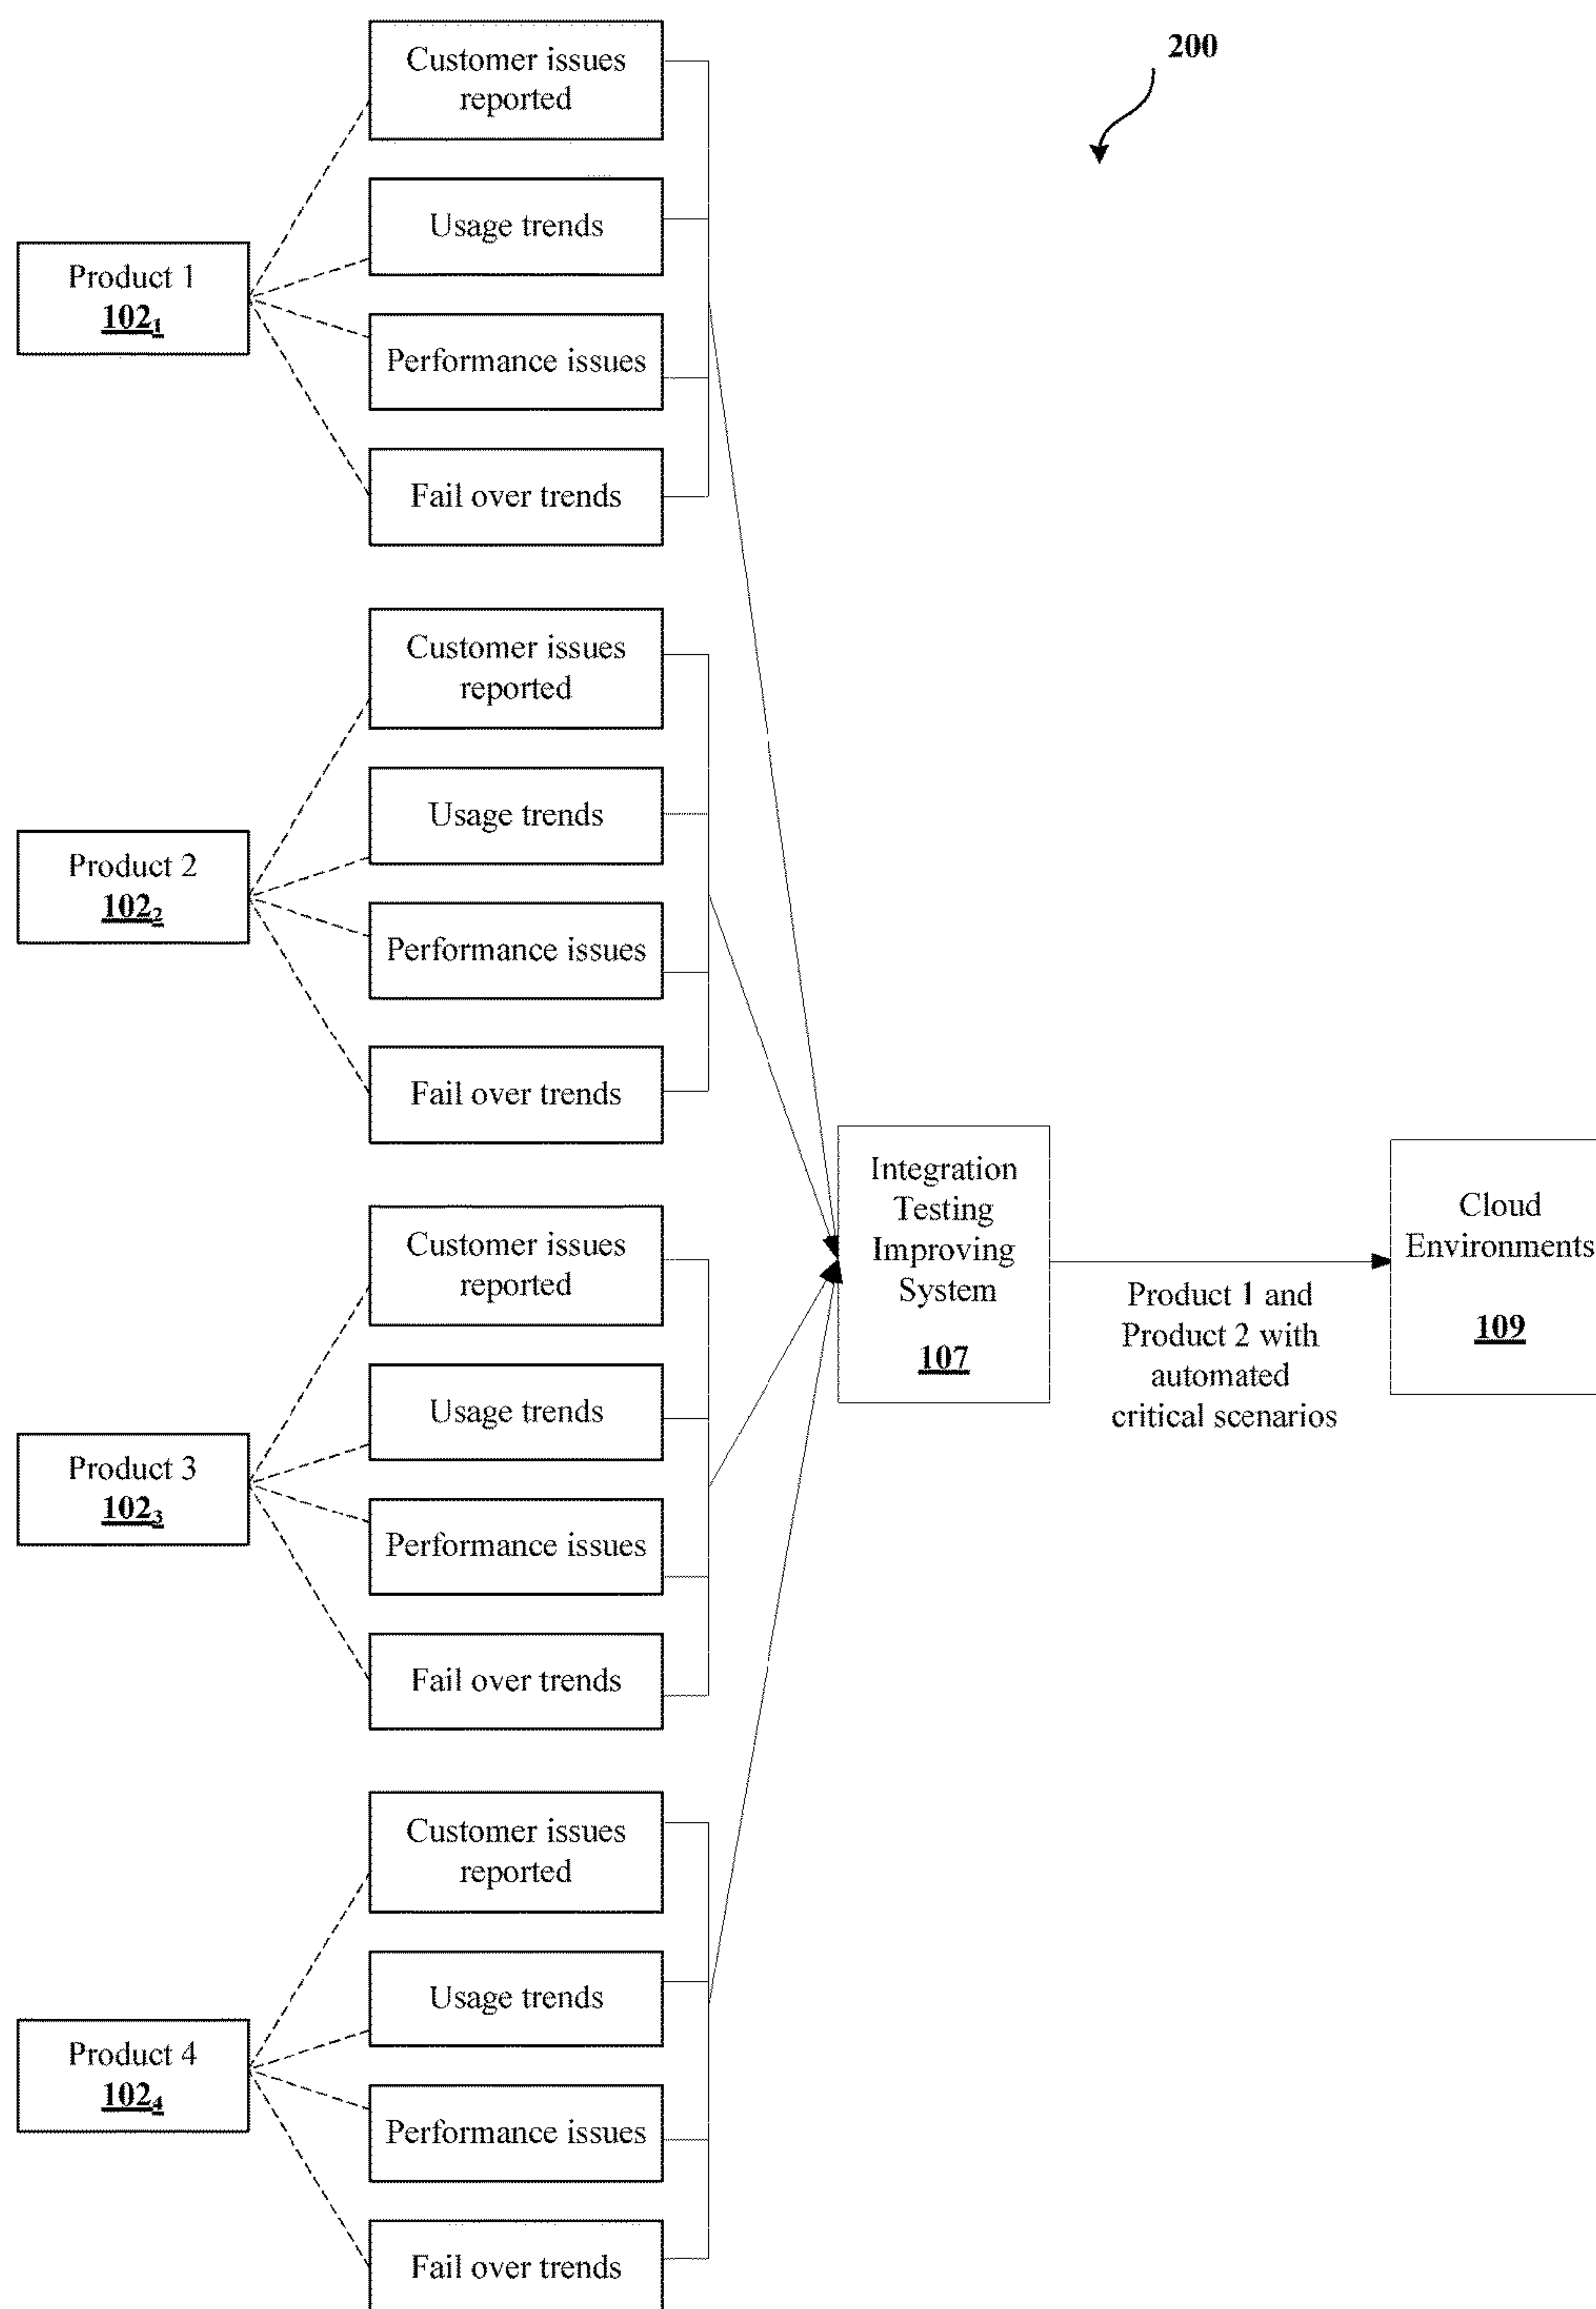 200
Customer issues
reported
Usage trends
Product 1
102₁
Performance issues
Fail over trends
Customer issues
reported
Usage trends
Product 2
102₂
Performance issues
Fail over trends
Customer issues
reported
Usage trends
Product 3
102₃
Performance issues
Fail over trends
Customer issues
reported
Usage trends
Product 4
102₄
Performance issues
Fail over trends
Integration
Testing
Improving
System
107
Product 1 and
Product 2 with
automated
critical scenarios
Cloud
Environments
109